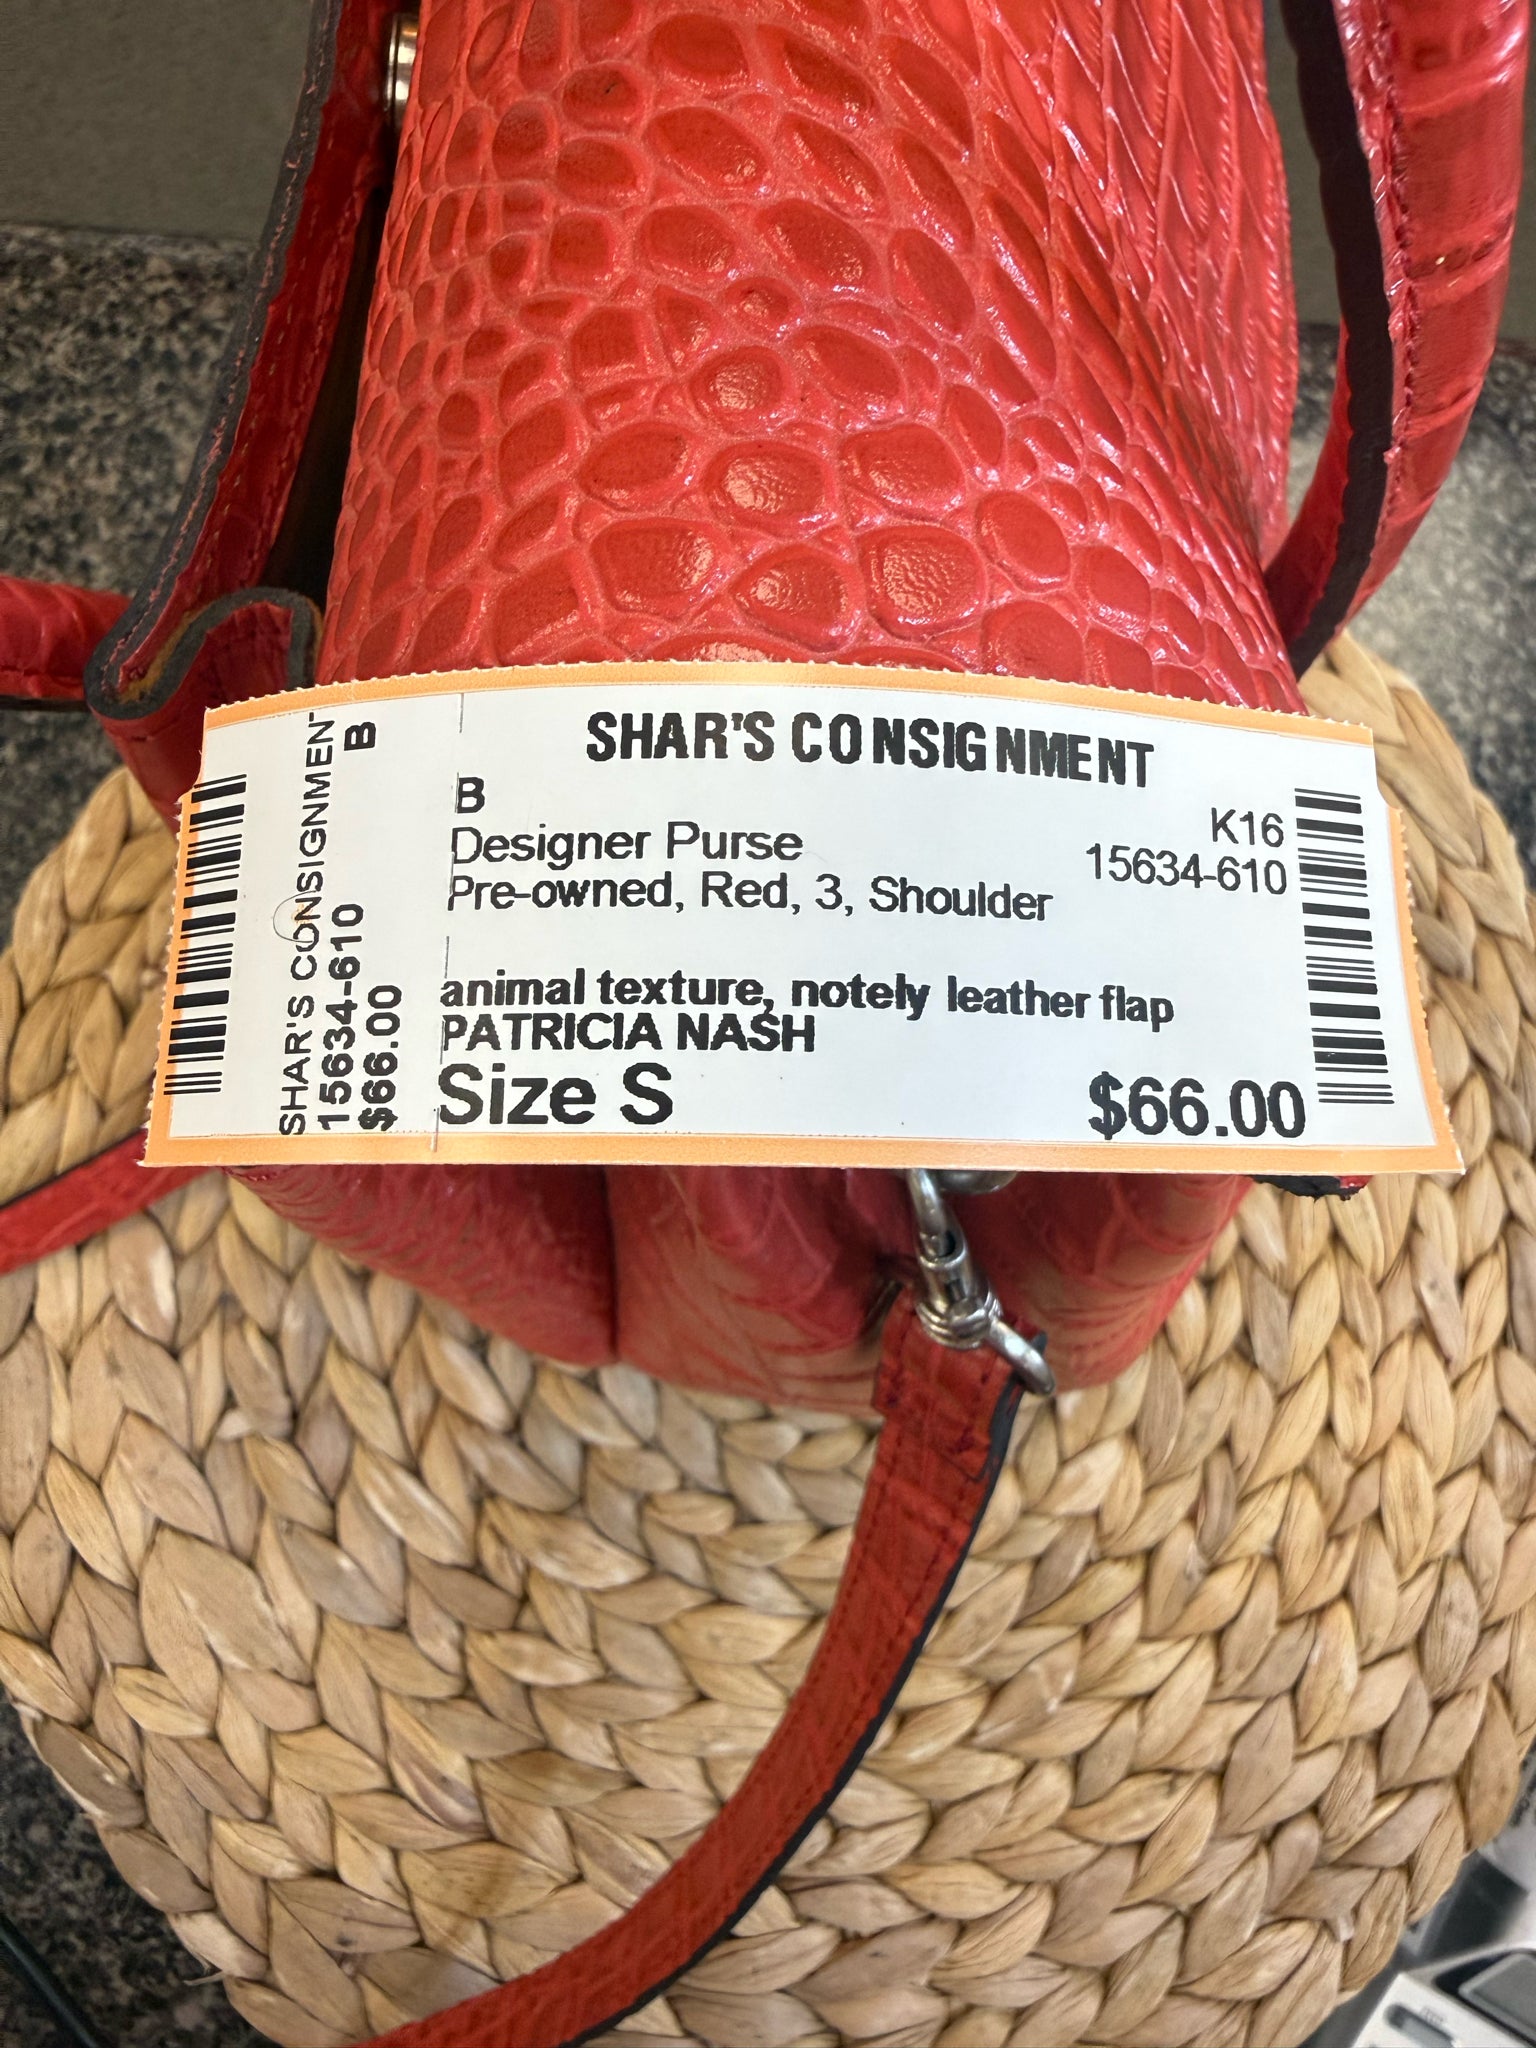 SHAR'S CONSIGNMENT
B
K16
Designer Purse
15634-610
Pre-owned, Red, 3, Shoulder
animal texture, notely leather flap
PATRICIA NASH
Size S
$66.00
SHAR'S CONSIGNMEN
B
15634-610
$66.00